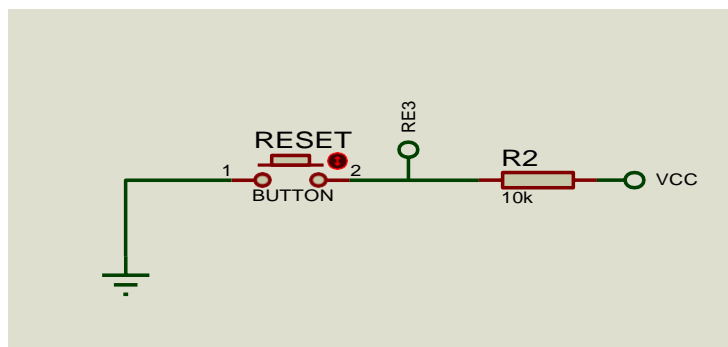 RE3
RESET
R2
1
2
VCC
BUTTON
10k